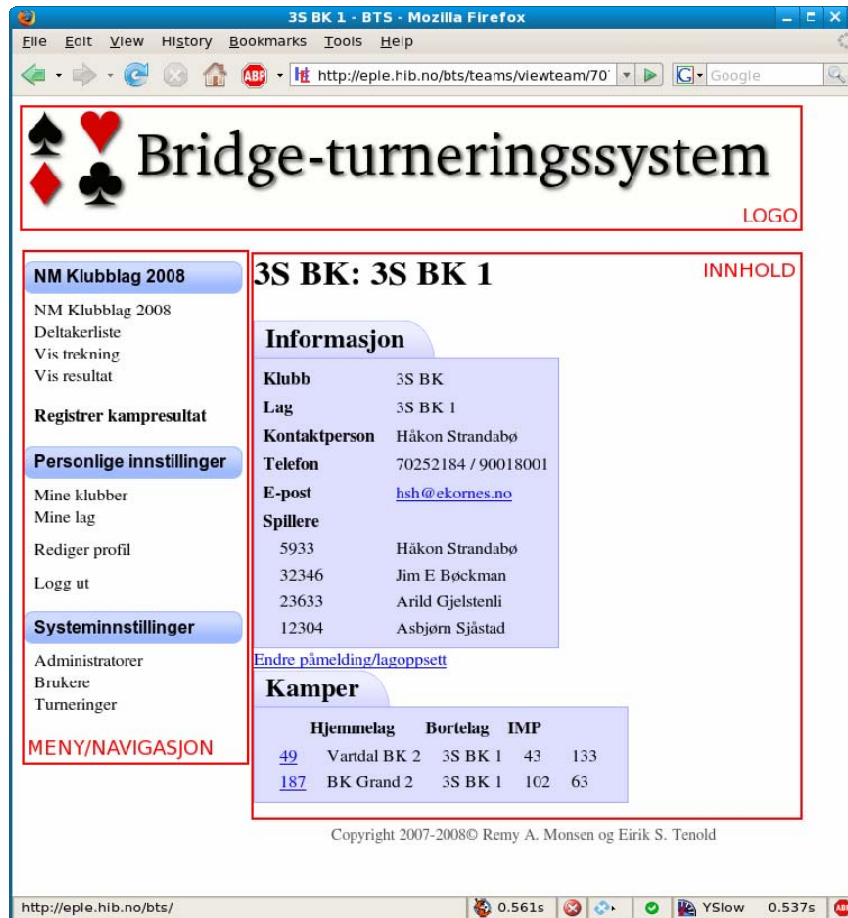 3S BK 1 - BTS - Mozilla Firefox
File Edit View History Bookmarks Tools Help
ABP http://eple.hib.no/bts/teams/viewteam/70 G Google
Bridge-turneringssystem
LOGO
NM Klubblag 2008
NM Klubblag 2008
Deltakerliste
Vis trekning
Vis resultat
Registrer kampresultat
Personlige innstillinger
Mine klubber
Mine lag
Rediger profil
Logg ut
Systeminnstillinger
Administratorer
Brukere
Turneringer
MENY/NAVIGASJON
3S BK: 3S BK 1
INNHOLD
Informasjon
Klubb 3S BK
Lag 3S BK 1
Kontaktperson Håkon Strandabø
Telefon 70252184 / 90018001
E-post hsh@ekornes.no
Spillere
5933 Håkon Strandabø
32346 Jim E Bøckman
23633 Arild Gjelstenli
12304 Asbjørn Sjåstad
Endre påmelding/lagoppsett
Kamper
Hjemmelag Bortelag IMP
49 Vartdal BK 2 3S BK 1 43 133
187 BK Grand 2 3S BK 1 102 63
Copyright 2007-2008© Remy A. Monsen og Eirik S. Tenold
http://eple.hib.no/bts/ 0.561s YSlow 0.537s ABP